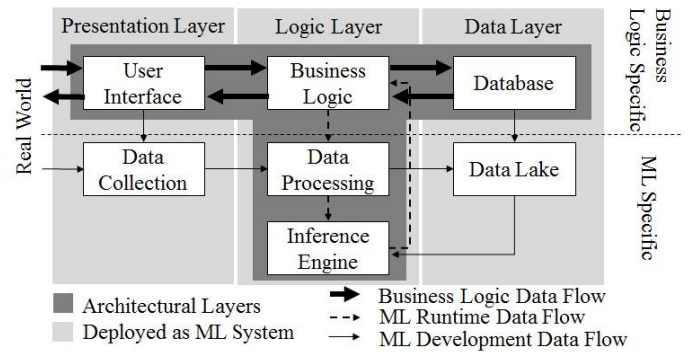 Presentation Layer
Logic Layer
Data Layer
Business
Logic Specific
Real World
User
Interface
Business
Logic
Database
Data
Collection
Data
Processing
Data Lake
ML Specific
Inference
Engine
Architectural Layers
Deployed as ML System
Business Logic Data Flow
ML Runtime Data Flow
ML Development Data Flow